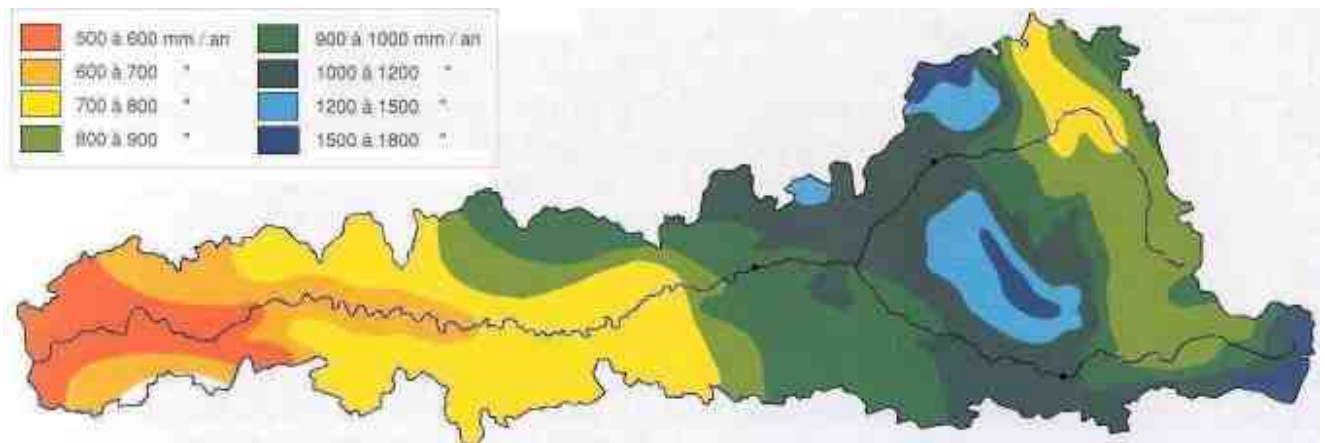 500 à 600 mm / an
600 à 700 "
700 à 800 "
800 à 900 "
900 à 1000 mm / an
1000 à 1200 "
1200 à 1500 "
1500 à 1800 "